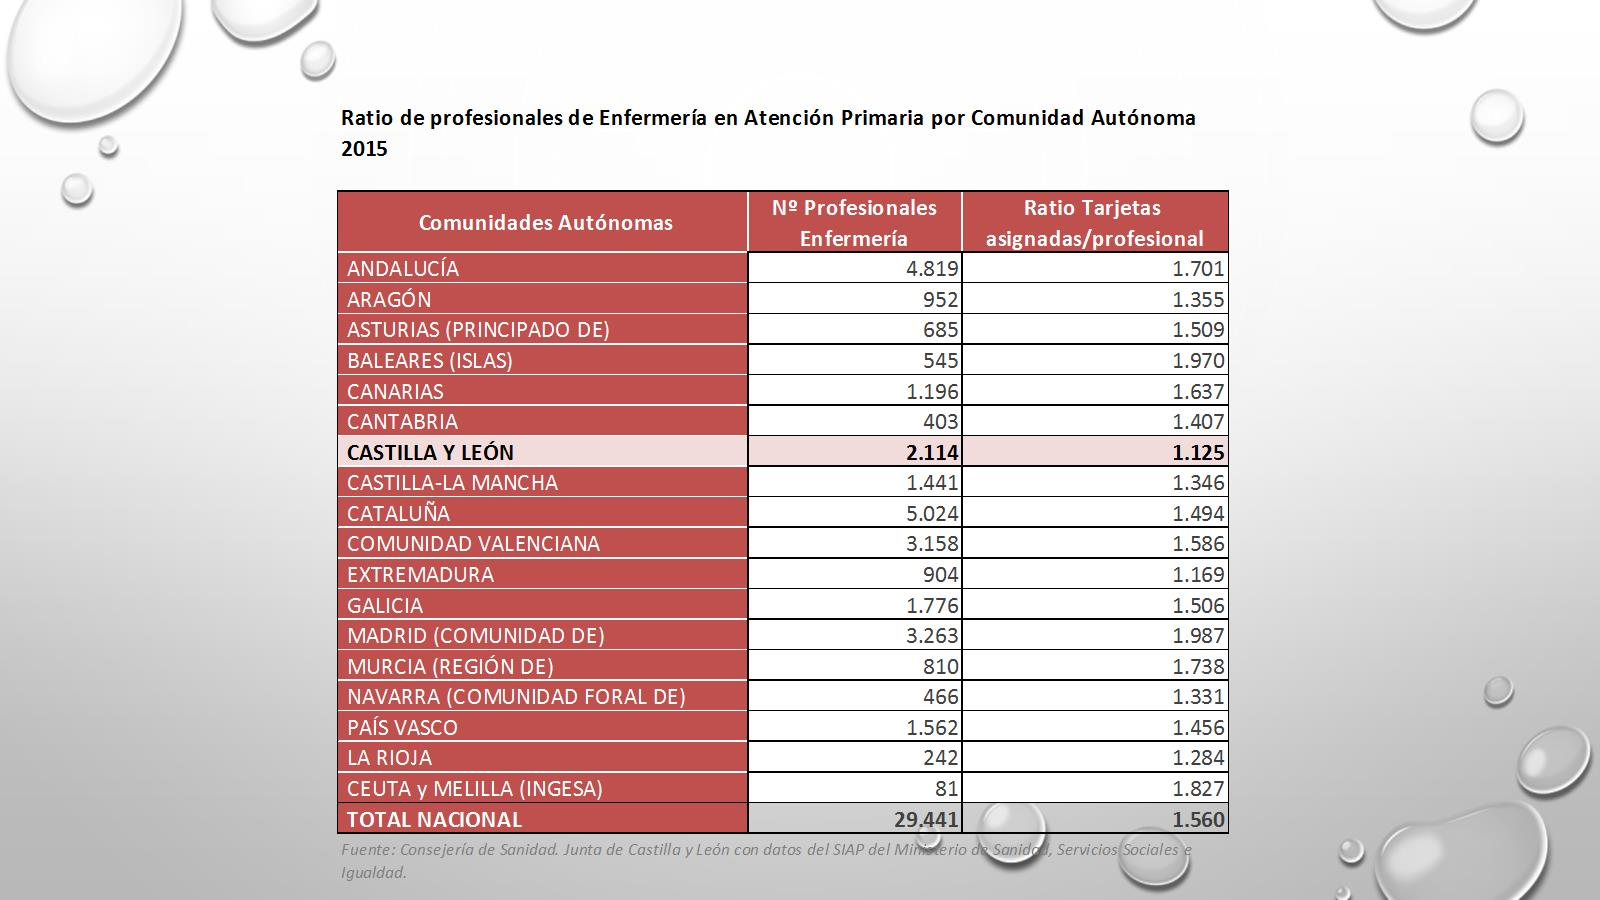 Ratio de profesionales de Enfermería en Atención Primaria por Comunidad Autónoma
2015
Comunidades Autónomas Nº Profesionales Enfermería Ratio Tarjetas asignadas/profesional
ANDALUCÍA 4.819 1.701
ARAGÓN 952 1.355
ASTURIAS (PRINCIPADO DE) 685 1.509
BALEARES (ISLAS) 545 1.970
CANARIAS 1.196 1.637
CANTABRIA 403 1.407
CASTILLA Y LEÓN 2.114 1.125
CASTILLA-LA MANCHA 1.441 1.346
CATALUÑA 5.024 1.494
COMUNIDAD VALENCIANA 3.158 1.586
EXTREMADURA 904 1.169
GALICIA 1.776 1.506
MADRID (COMUNIDAD DE) 3.263 1.987
MURCIA (REGIÓN DE) 810 1.738
NAVARRA (COMUNIDAD FORAL DE) 466 1.331
PAÍS VASCO 1.562 1.456
LA RIOJA 242 1.284
CEUTA y MELILLA (INGESA) 81 1.827
TOTAL NACIONAL 29.441 1.560
Fuente: Consejería de Sanidad. Junta de Castilla y León con datos del SIAP del Ministerio de Sanidad, Servicios Sociales e
Igualdad.